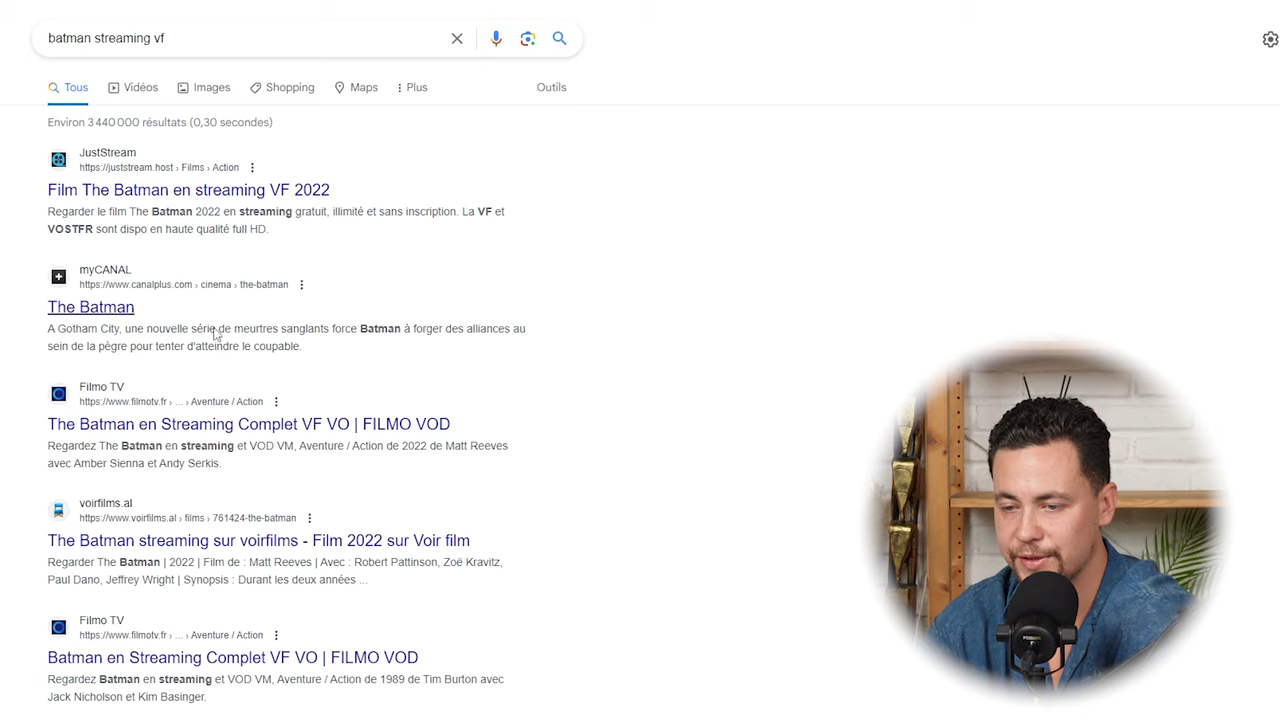 batman streaming vf
Tous
Vidéos
Images
Shopping
Maps
Plus
Outils
Environ 3 440 000 résultats (0,30 secondes)
JustStream
https://juststream.host › Films › Action
Film The Batman en streaming VF 2022
Regarder le film The Batman 2022 en streaming gratuit, illimité et sans inscription. La VF et
VOSTFR sont dispo en haute qualité full HD.
myCANAL
https://www.canalplus.com › cinema › the-batman
The Batman
A Gotham City, une nouvelle série de meurtres sanglants force Batman à forger des alliances au
sein de la pègre pour tenter d'atteindre le coupable.
Filmo TV
https://www.filmotv.fr › ... › Aventure / Action
The Batman en Streaming Complet VF VO | FILMO VOD
Regardez The Batman en streaming et VOD VM, Aventure / Action de 2022 de Matt Reeves
avec Amber Sienna et Andy Serkis.
voirfilms.al
https://www.voirfilms.al › films › 761424-the-batman
The Batman streaming sur voirfilms - Film 2022 sur Voir film
Regarder The Batman | 2022 | Film de : Matt Reeves | Avec : Robert Pattinson, Zoë Kravitz,
Paul Dano, Jeffrey Wright | Synopsis : Durant les deux années ...
Filmo TV
https://www.filmotv.fr › ... › Aventure / Action
Batman en Streaming Complet VF VO | FILMO VOD
Regardez Batman en streaming et VOD VM, Aventure / Action de 1989 de Tim Burton avec
Jack Nicholson et Kim Basinger.